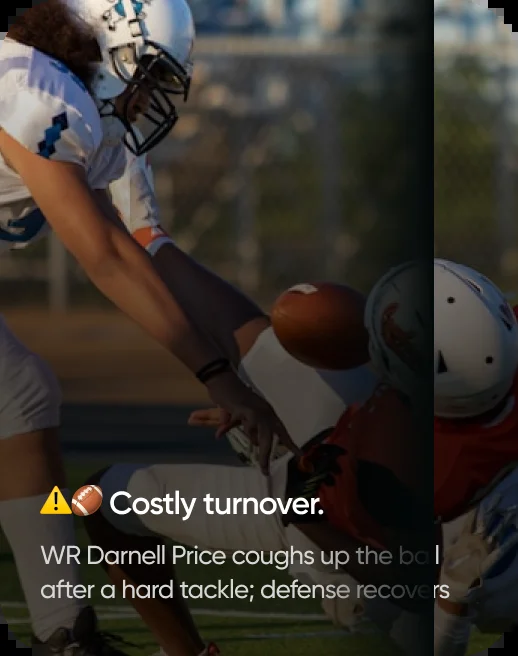 ⚠️🏈 Costly turnover.
WR Darnell Price coughs up the ball
after a hard tackle; defense recovers